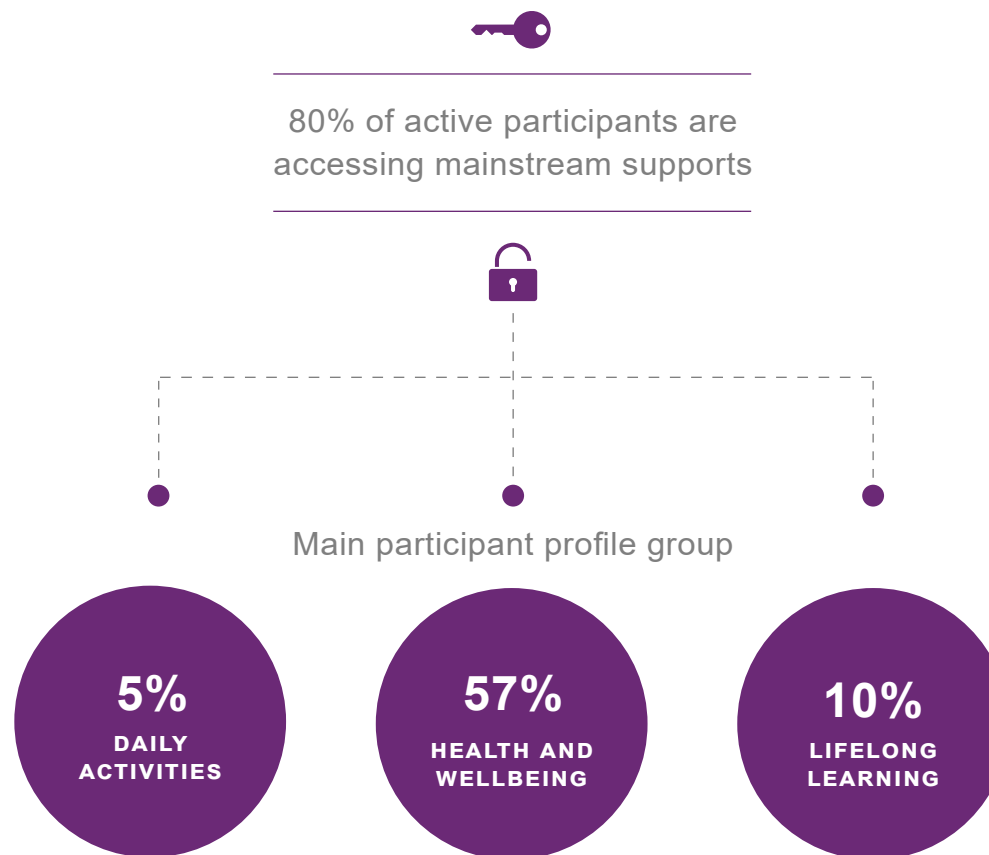 80% of active participants are
accessing mainstream supports
Main participant profile group
5%
DAILY
ACTIVITIES
57%
HEALTH AND
WELLBEING
10%
LIFELONG
LEARNING